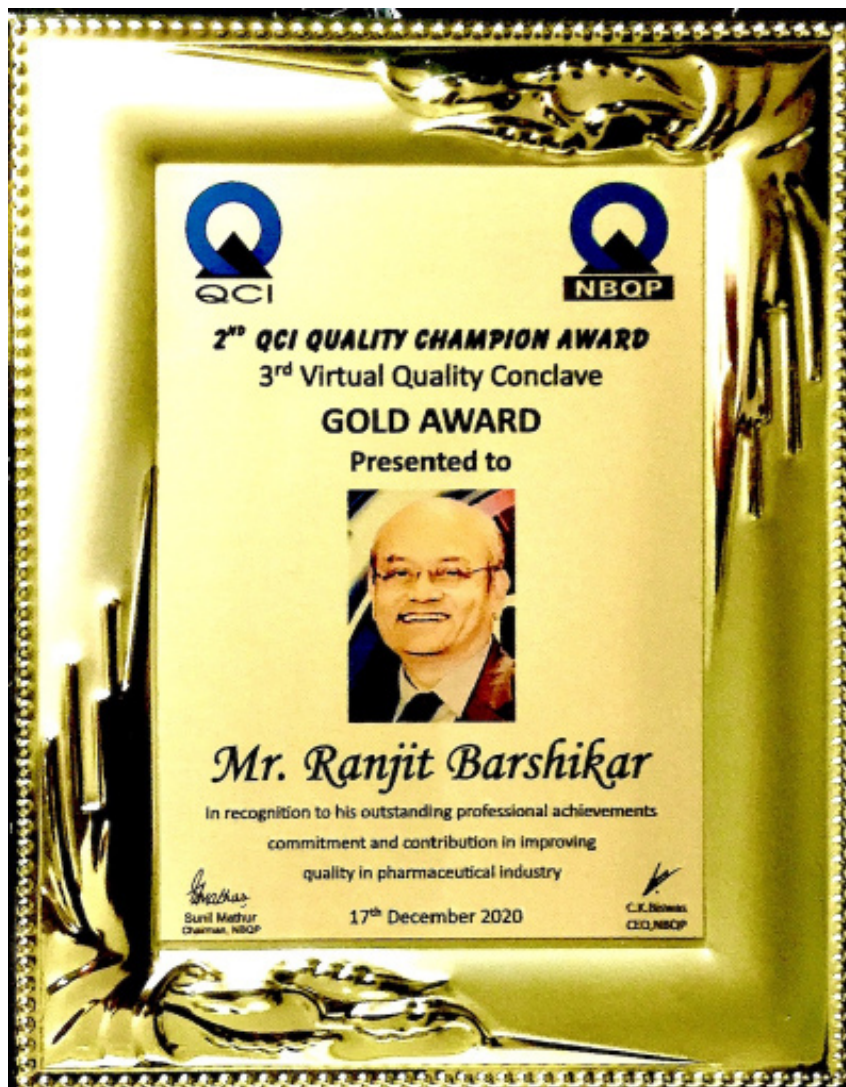 QCI
NBQP
2ND QCI QUALITY CHAMPION AWARD
3rd Virtual Quality Conclave
GOLD AWARD
Presented to
Mr. Ranjit Barshikar
In recognition to his outstanding professional achievements
commitment and contribution in improving
quality in pharmaceutical industry
Sunil Mathur
Chairman, NBQP
17th December 2020
C.K.Biswas
CEO,NBQP